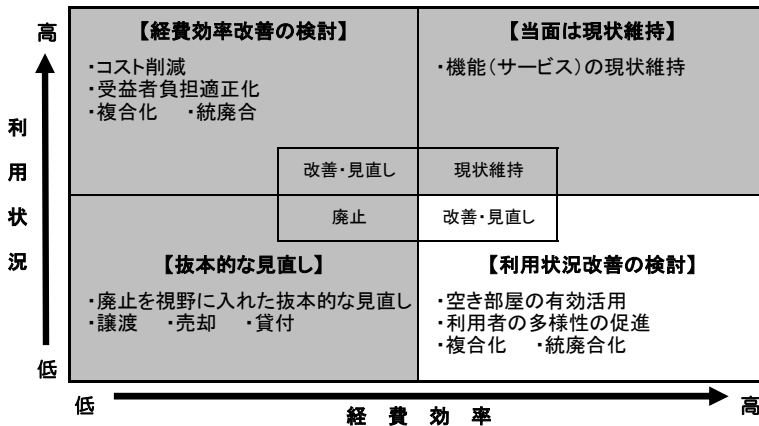 高
利
用
状
況
低
【経費効率改善の検討】
・コスト削減
・受益者負担適正化
・複合化　・統廃合
【当面は現状維持】
・機能(サービス)の現状維持
改善・見直し
現状維持
廃止
改善・見直し
【抜本的な見直し】
・廃止を視野に入れた抜本的な見直し
・譲渡　・売却　・貸付
【利用状況改善の検討】
・空き部屋の有効活用
・利用者の多様性の促進
・複合化　・統廃合化
低
経費効率
高